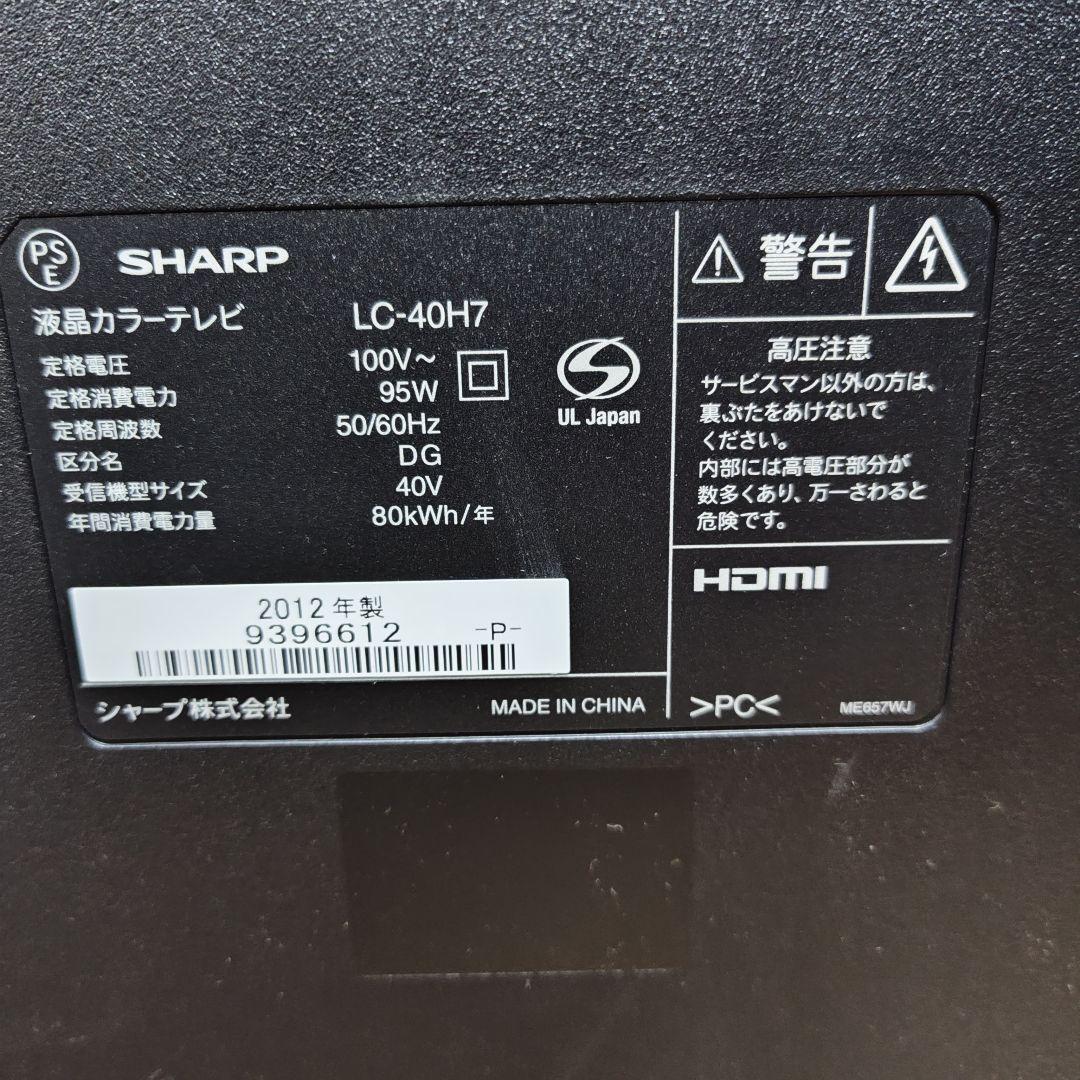 PS
E
SHARP
液晶カラーテレビ LC-40H7
定格電圧 100V～
定格消費電力 95W
定格周波数 50/60Hz
区分名 DG
受信機型サイズ 40V
年間消費電力量 80kWh/年
UL Japan
2012年製
9396612 -P-
シャープ株式会社 MADE IN CHINA
警告
高圧注意
サービスマン以外の方は、
裏ぶたをあけないで
ください。
内部には高電圧部分が
数多くあり、万一さわると
危険です。
HDMI
>PC< ME657WJ